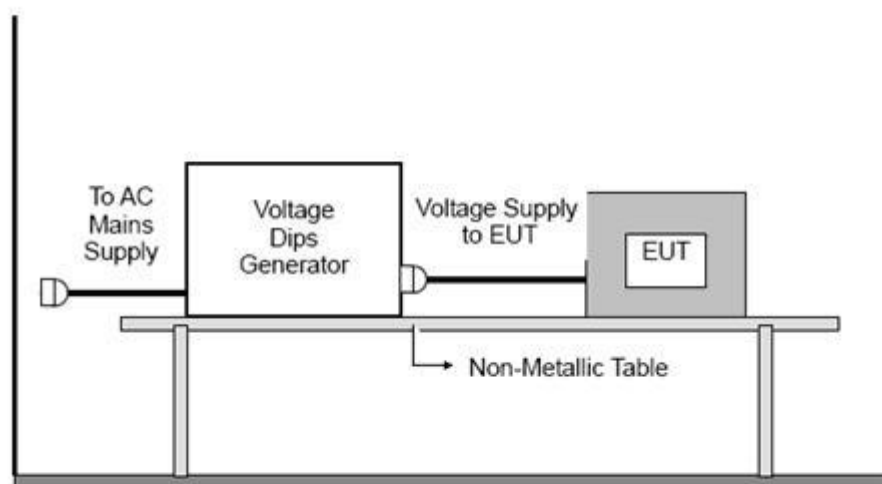 To AC
Mains
Supply
Voltage
Dips
Generator
Voltage Supply
to EUT
EUT
Non-Metallic Table